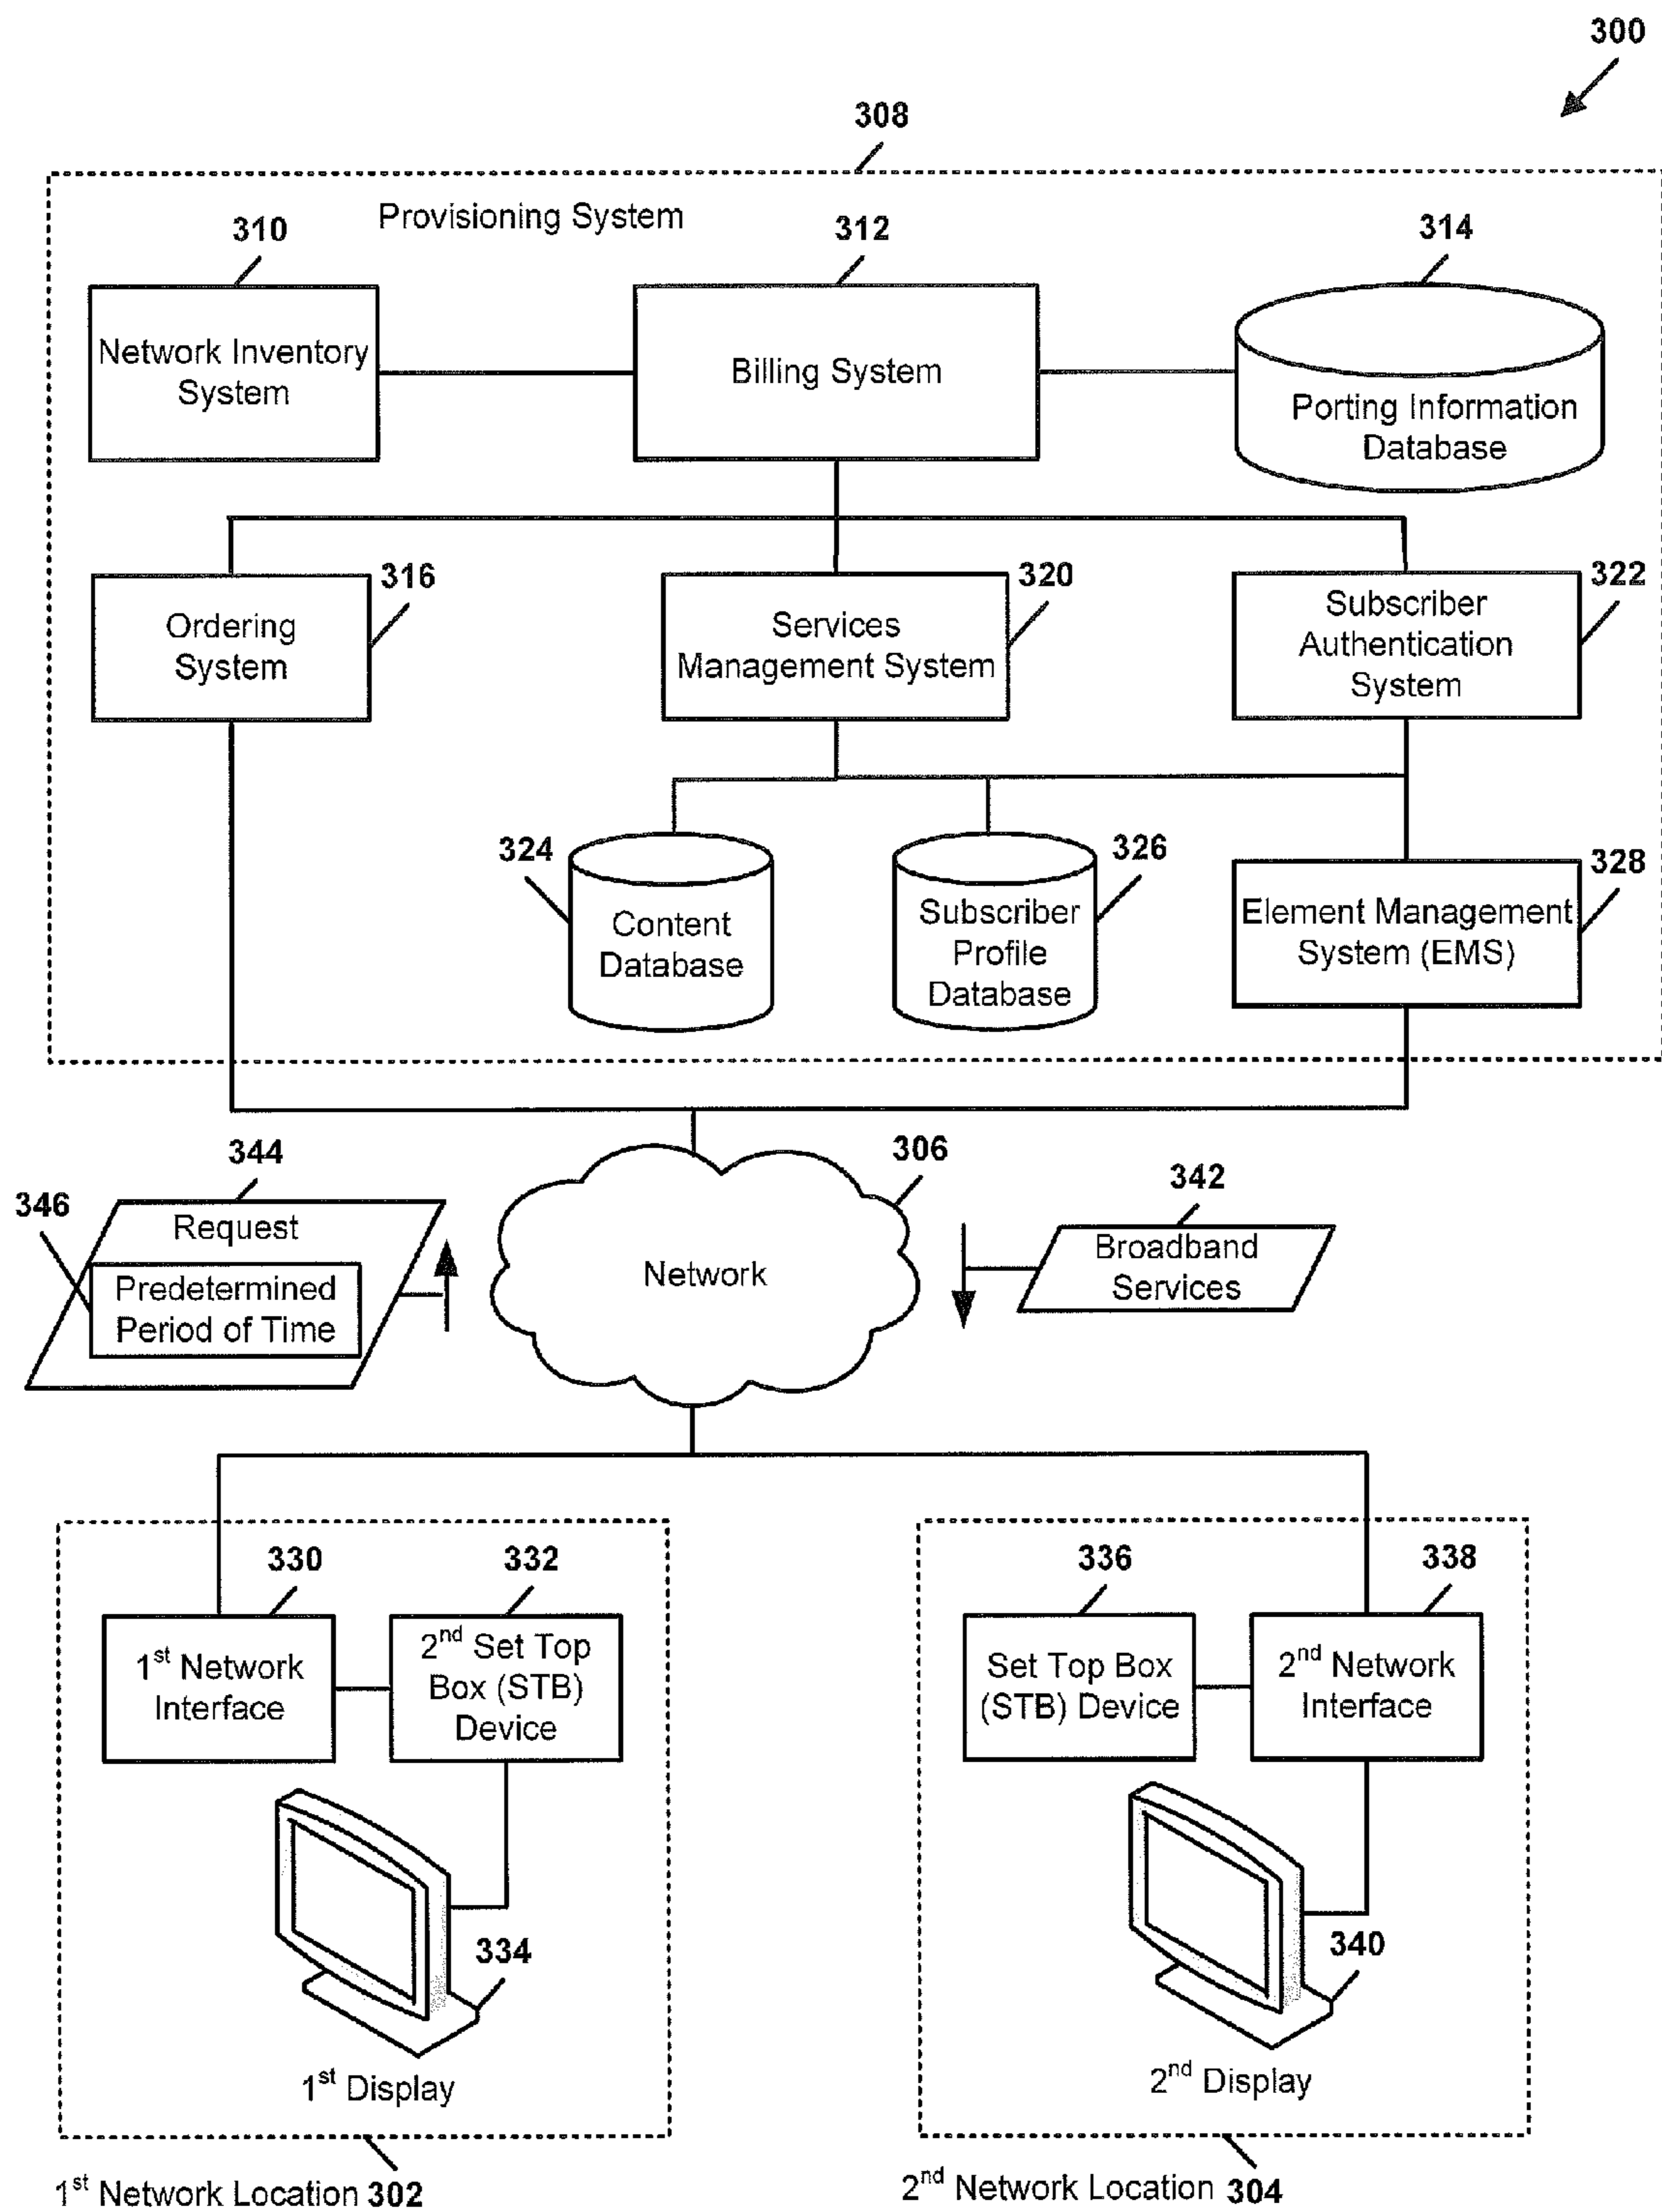 300
308
Provisioning System
310
312
314
Network Inventory
System
Billing System
Porting Information
Database
316
320
322
Ordering
System
Services
Management System
Subscriber
Authentication
System
324
326
328
Content
Database
Subscriber
Profile
Database
Element Management
System (EMS)
344
306
342
346
Request
Predetermined
Period of Time
Network
Broadband
Services
330
332
336
338
1st Network
Interface
2nd Set Top
Box (STB)
Device
Set Top Box
(STB) Device
2nd Network
Interface
334
340
1st Display
2nd Display
1st Network Location 302
2nd Network Location 304